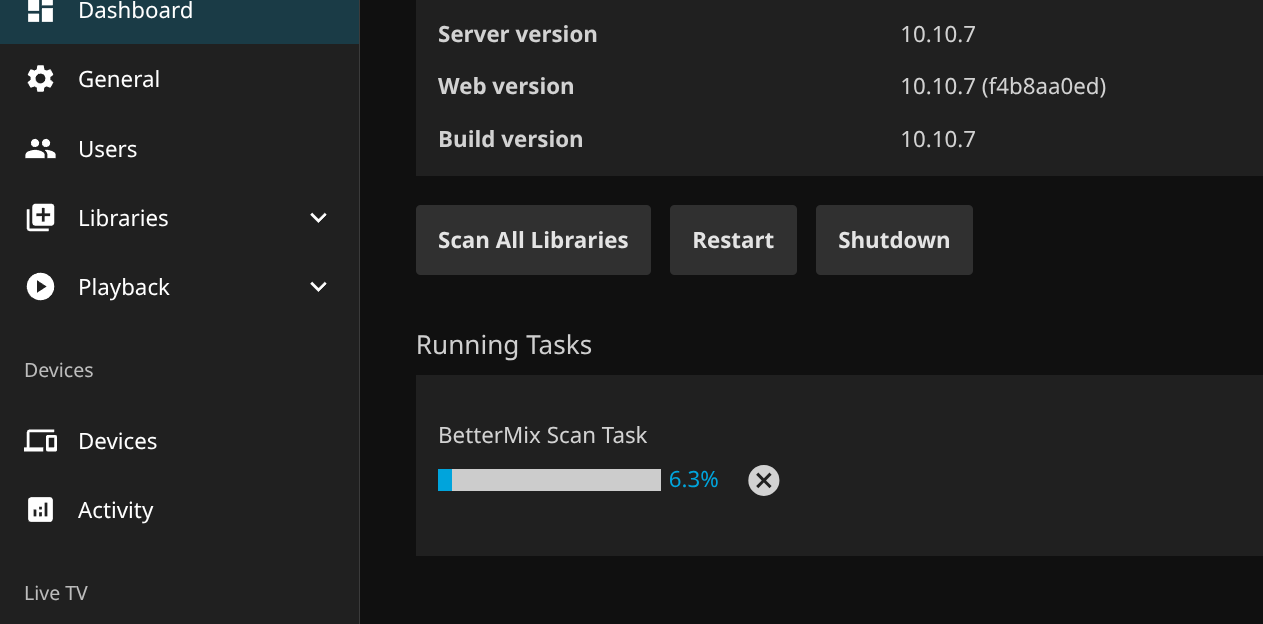 Dashboard
General
Users
Libraries
Playback
Devices
Devices
Activity
Live TV
Server version 10.10.7
Web version 10.10.7 (f4b8aa0ed)
Build version 10.10.7
Scan All Libraries Restart Shutdown
Running Tasks
BetterMix Scan Task
6.3%